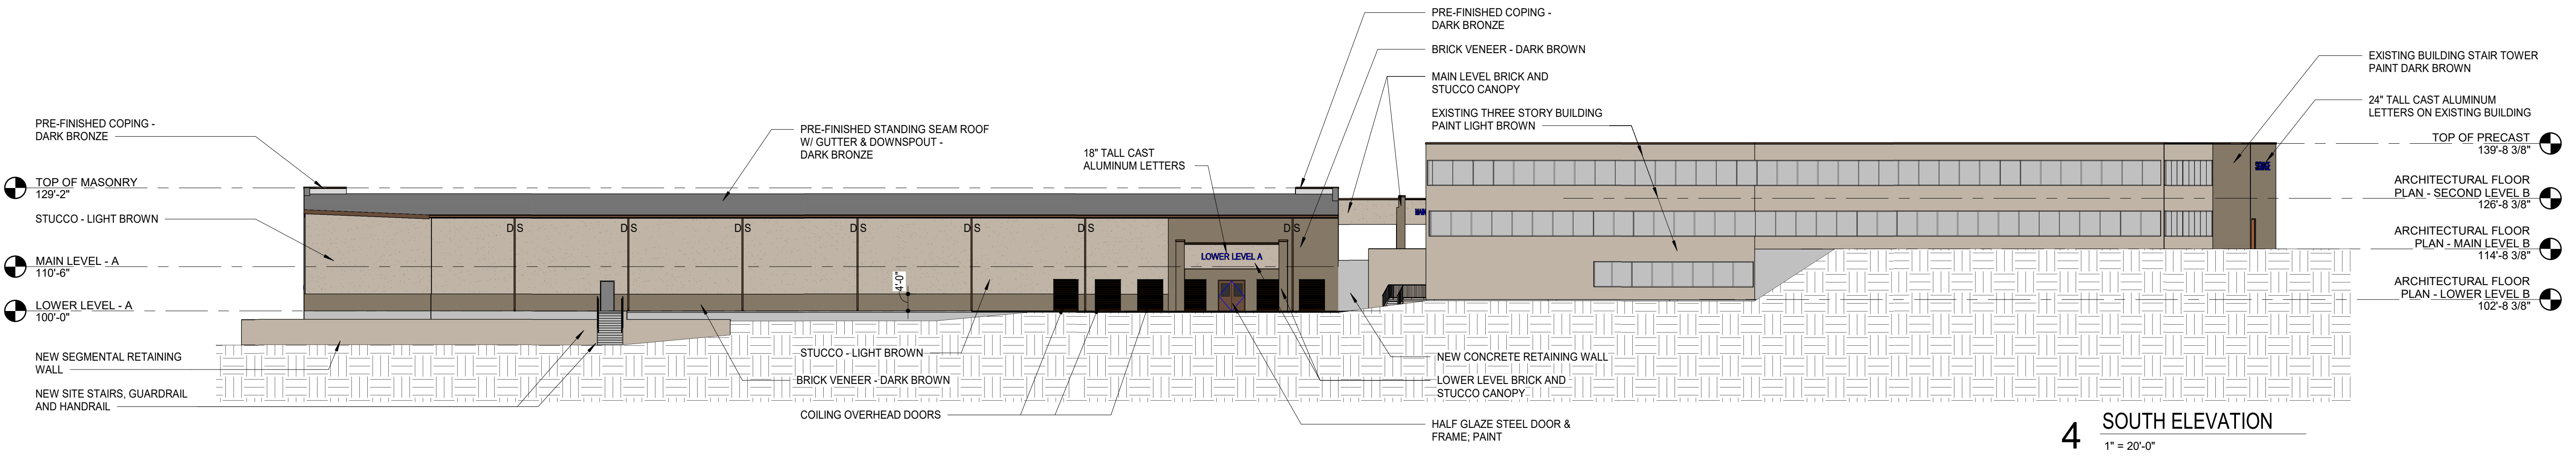 PRE-FINISHED COPING -
DARK BRONZE
BRICK VENEER - DARK BROWN
MAIN LEVEL BRICK AND
STUCCO CANOPY
EXISTING THREE STORY BUILDING
PAINT LIGHT BROWN
EXISTING BUILDING STAIR TOWER
PAINT DARK BROWN
24" TALL CAST ALUMINUM
LETTERS ON EXISTING BUILDING
PRE-FINISHED COPING -
DARK BRONZE
PRE-FINISHED STANDING SEAM ROOF
W/ GUTTER & DOWNSPOUT -
DARK BRONZE
18" TALL CAST
ALUMINUM LETTERS
TOP OF PRECAST
139'-8 3/8"
TOP OF MASONRY
129'-2"
ARCHITECTURAL FLOOR
PLAN - SECOND LEVEL B
126'-8 3/8"
STUCCO - LIGHT BROWN
DS
DS
DS
DS
DS
DS
DS
ARCHITECTURAL FLOOR
PLAN - MAIN LEVEL B
114'-8 3/8"
LOWER LEVEL A
MAIN LEVEL - A
110'-6"
4'-0"
ARCHITECTURAL FLOOR
PLAN - LOWER LEVEL B
102'-8 3/8"
LOWER LEVEL - A
100'-0"
NEW SEGMENTAL RETAINING
WALL
STUCCO - LIGHT BROWN
NEW CONCRETE RETAINING WALL
BRICK VENEER - DARK BROWN
LOWER LEVEL BRICK AND
STUCCO CANOPY
NEW SITE STAIRS, GUARDRAIL
AND HANDRAIL
COILING OVERHEAD DOORS
HALF GLAZE STEEL DOOR &
FRAME; PAINT
4
SOUTH ELEVATION
1" = 20'-0"